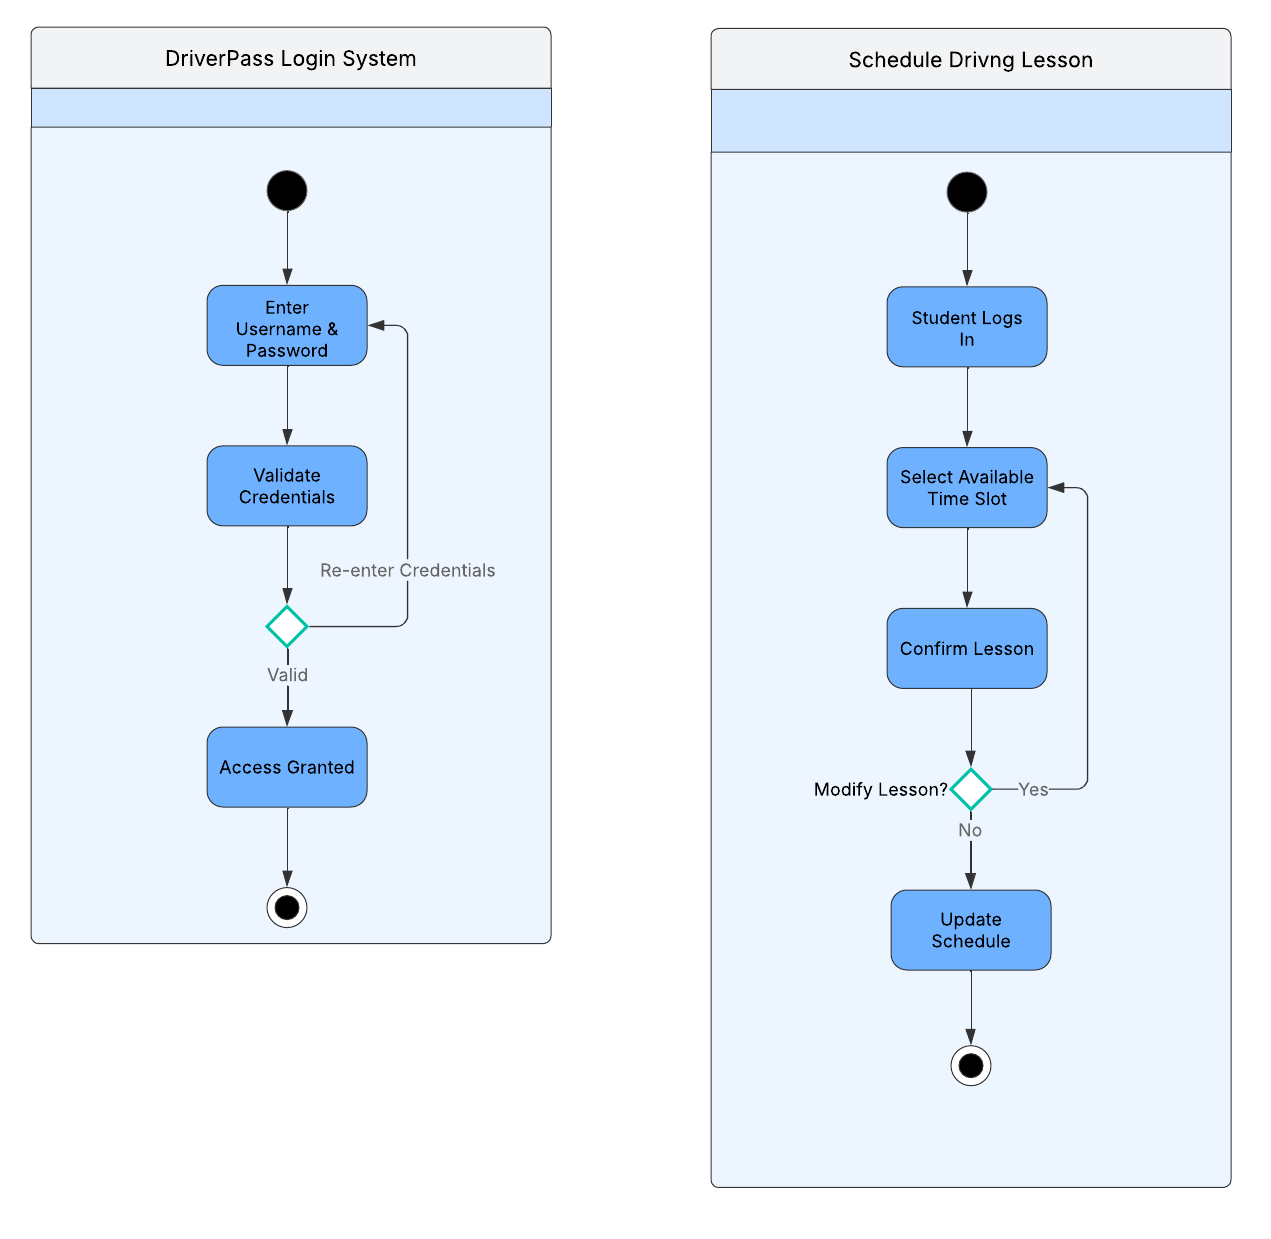 DriverPass Login System
Enter
Username &
Password
Validate
Credentials
Re-enter Credentials
Valid
Access Granted
Schedule Drivng Lesson
Student Logs
In
Select Available
Time Slot
Confirm Lesson
Modify Lesson?
Yes
No
Update
Schedule